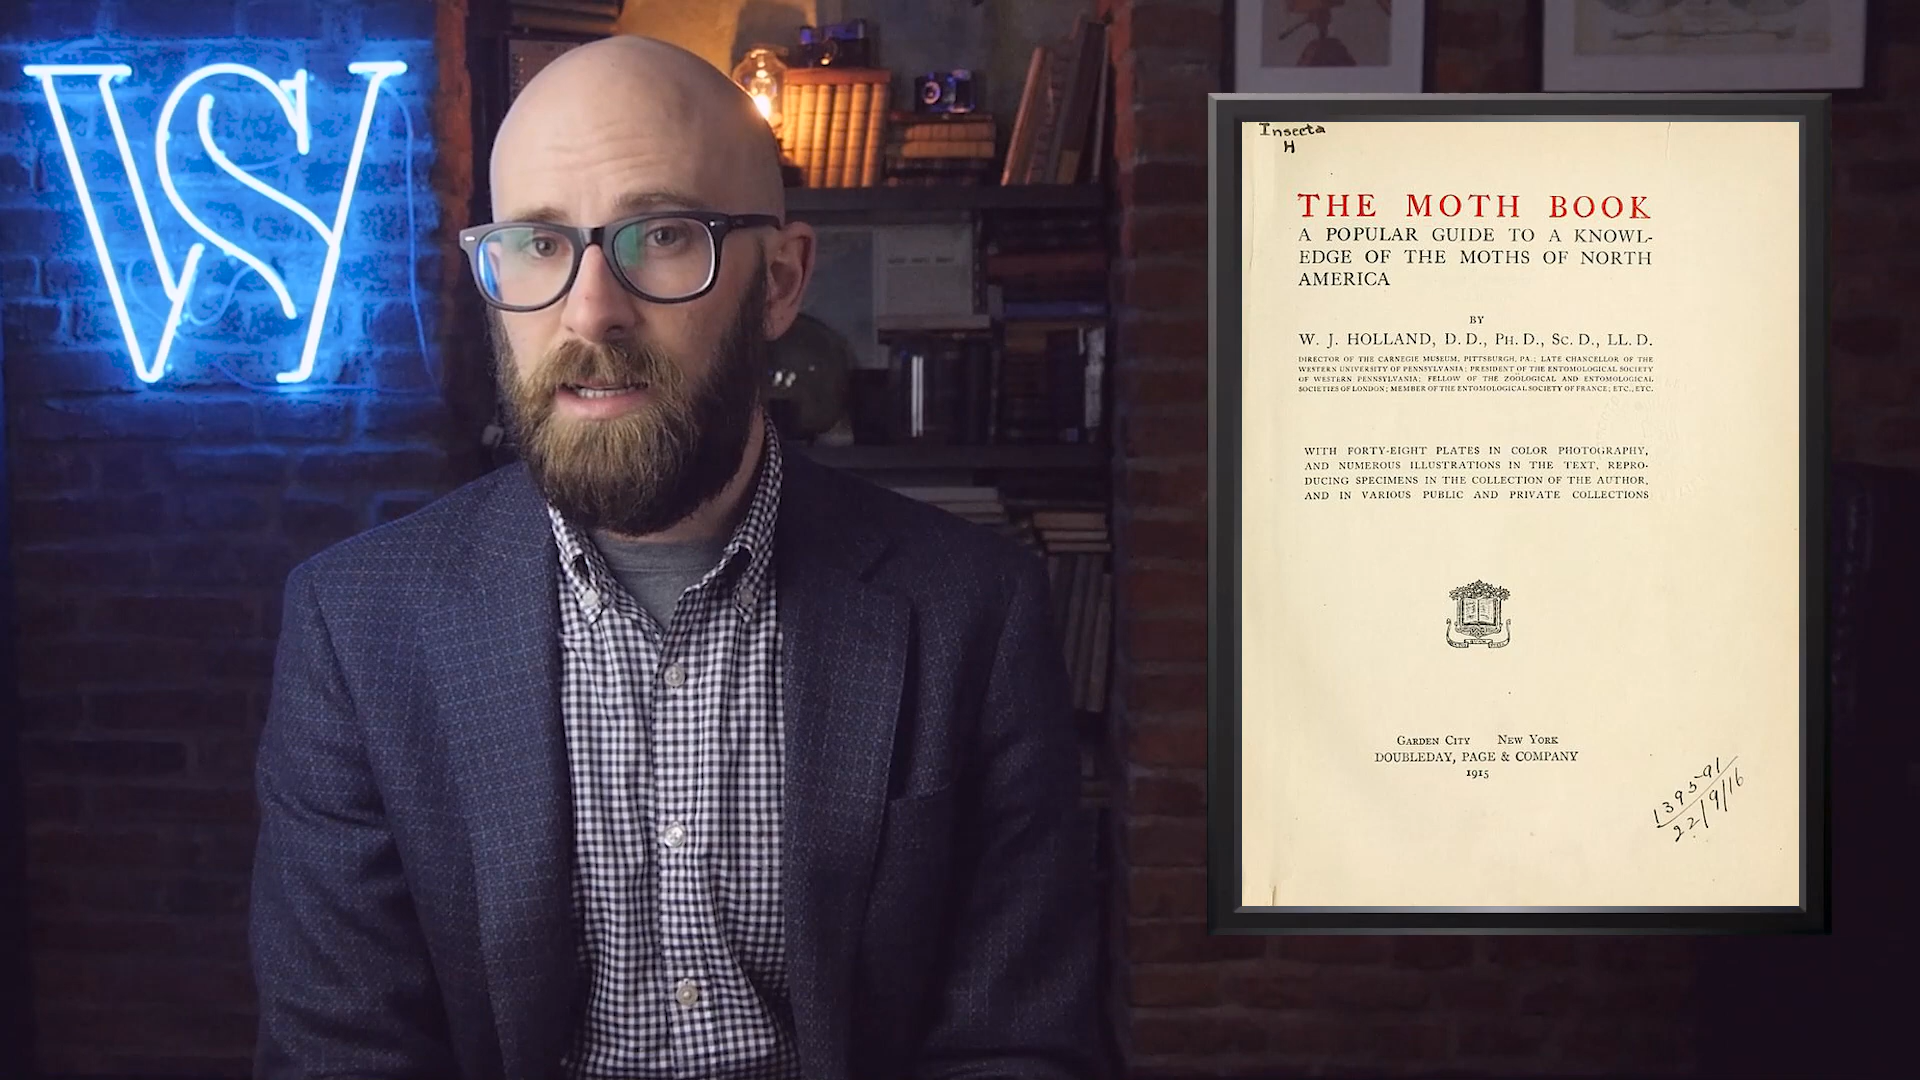 VS
Insecta
H
THE MOTH BOOK
A POPULAR GUIDE TO A KNOWL-
EDGE OF THE MOTHS OF NORTH
AMERICA
BY
W. J. HOLLAND, D. D., PH. D., SC. D., LL. D.
DIRECTOR OF THE CARNEGIE MUSEUM, PITTSBURGH, PA.; LATE CHANCELLOR OF THE
WESTERN UNIVERSITY OF PENNSYLVANIA; PRESIDENT OF THE ENTOMOLOGICAL SOCIETY
OF WESTERN PENNSYLVANIA; FELLOW OF THE ZOÖLOGICAL AND ENTOMOLOGICAL
SOCIETIES OF LONDON; MEMBER OF THE ENTOMOLOGICAL SOCIETY OF FRANCE; ETC., ETC.
WITH FORTY-EIGHT PLATES IN COLOR PHOTOGRAPHY,
AND NUMEROUS ILLUSTRATIONS IN THE TEXT, REPRO-
DUCING SPECIMENS IN THE COLLECTION OF THE AUTHOR,
AND IN VARIOUS PUBLIC AND PRIVATE COLLECTIONS
GARDEN CITY NEW YORK
DOUBLEDAY, PAGE & COMPANY
1915
139591
22/9/16